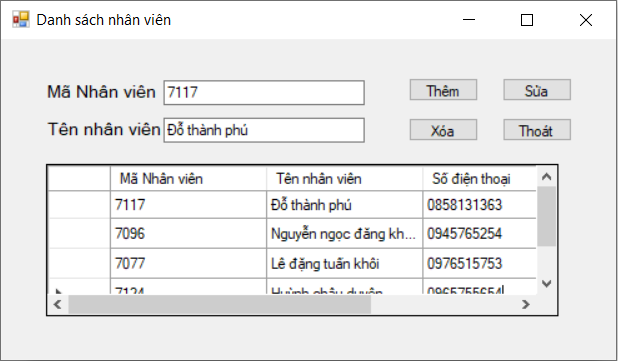 Danh sách nhân viên
Mã Nhân viên 7117 Thêm Sửa
Tên nhân viên Đỗ thành phú Xóa Thoát
Mã Nhân viên Tên nhân viên Số điện thoại
7117 Đỗ thành phú 0858131363
7096 Nguyễn ngọc đăng kh... 0945765254
7077 Lê đặng tuấn khôi 0976515753
7124 Huỳnh châu duyên 0965755654